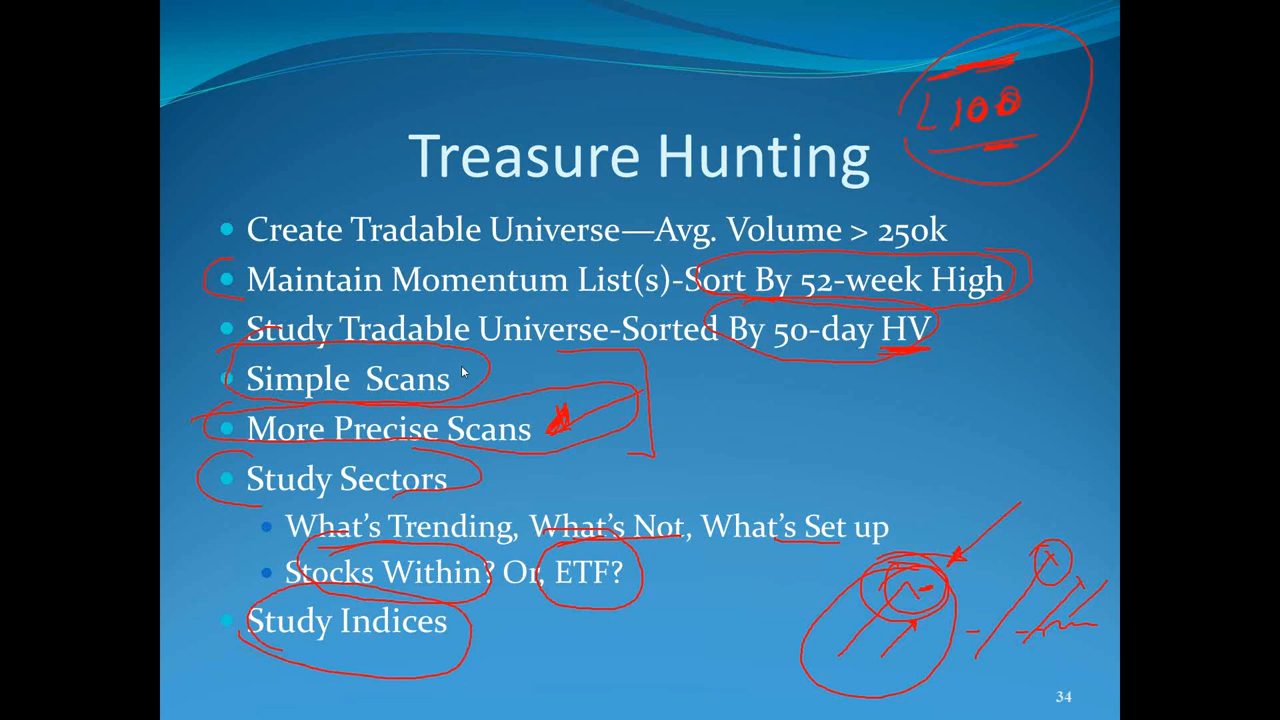 L 100
Treasure Hunting
Create Tradable Universe—Avg. Volume > 250k
Maintain Momentum List(s)-Sort By 52-week High
Study Tradable Universe-Sorted By 50-day HV
Simple Scans
More Precise Scans
Study Sectors
What's Trending, What's Not, What's Set up
Stocks Within? Or, ETF?
Study Indices
34